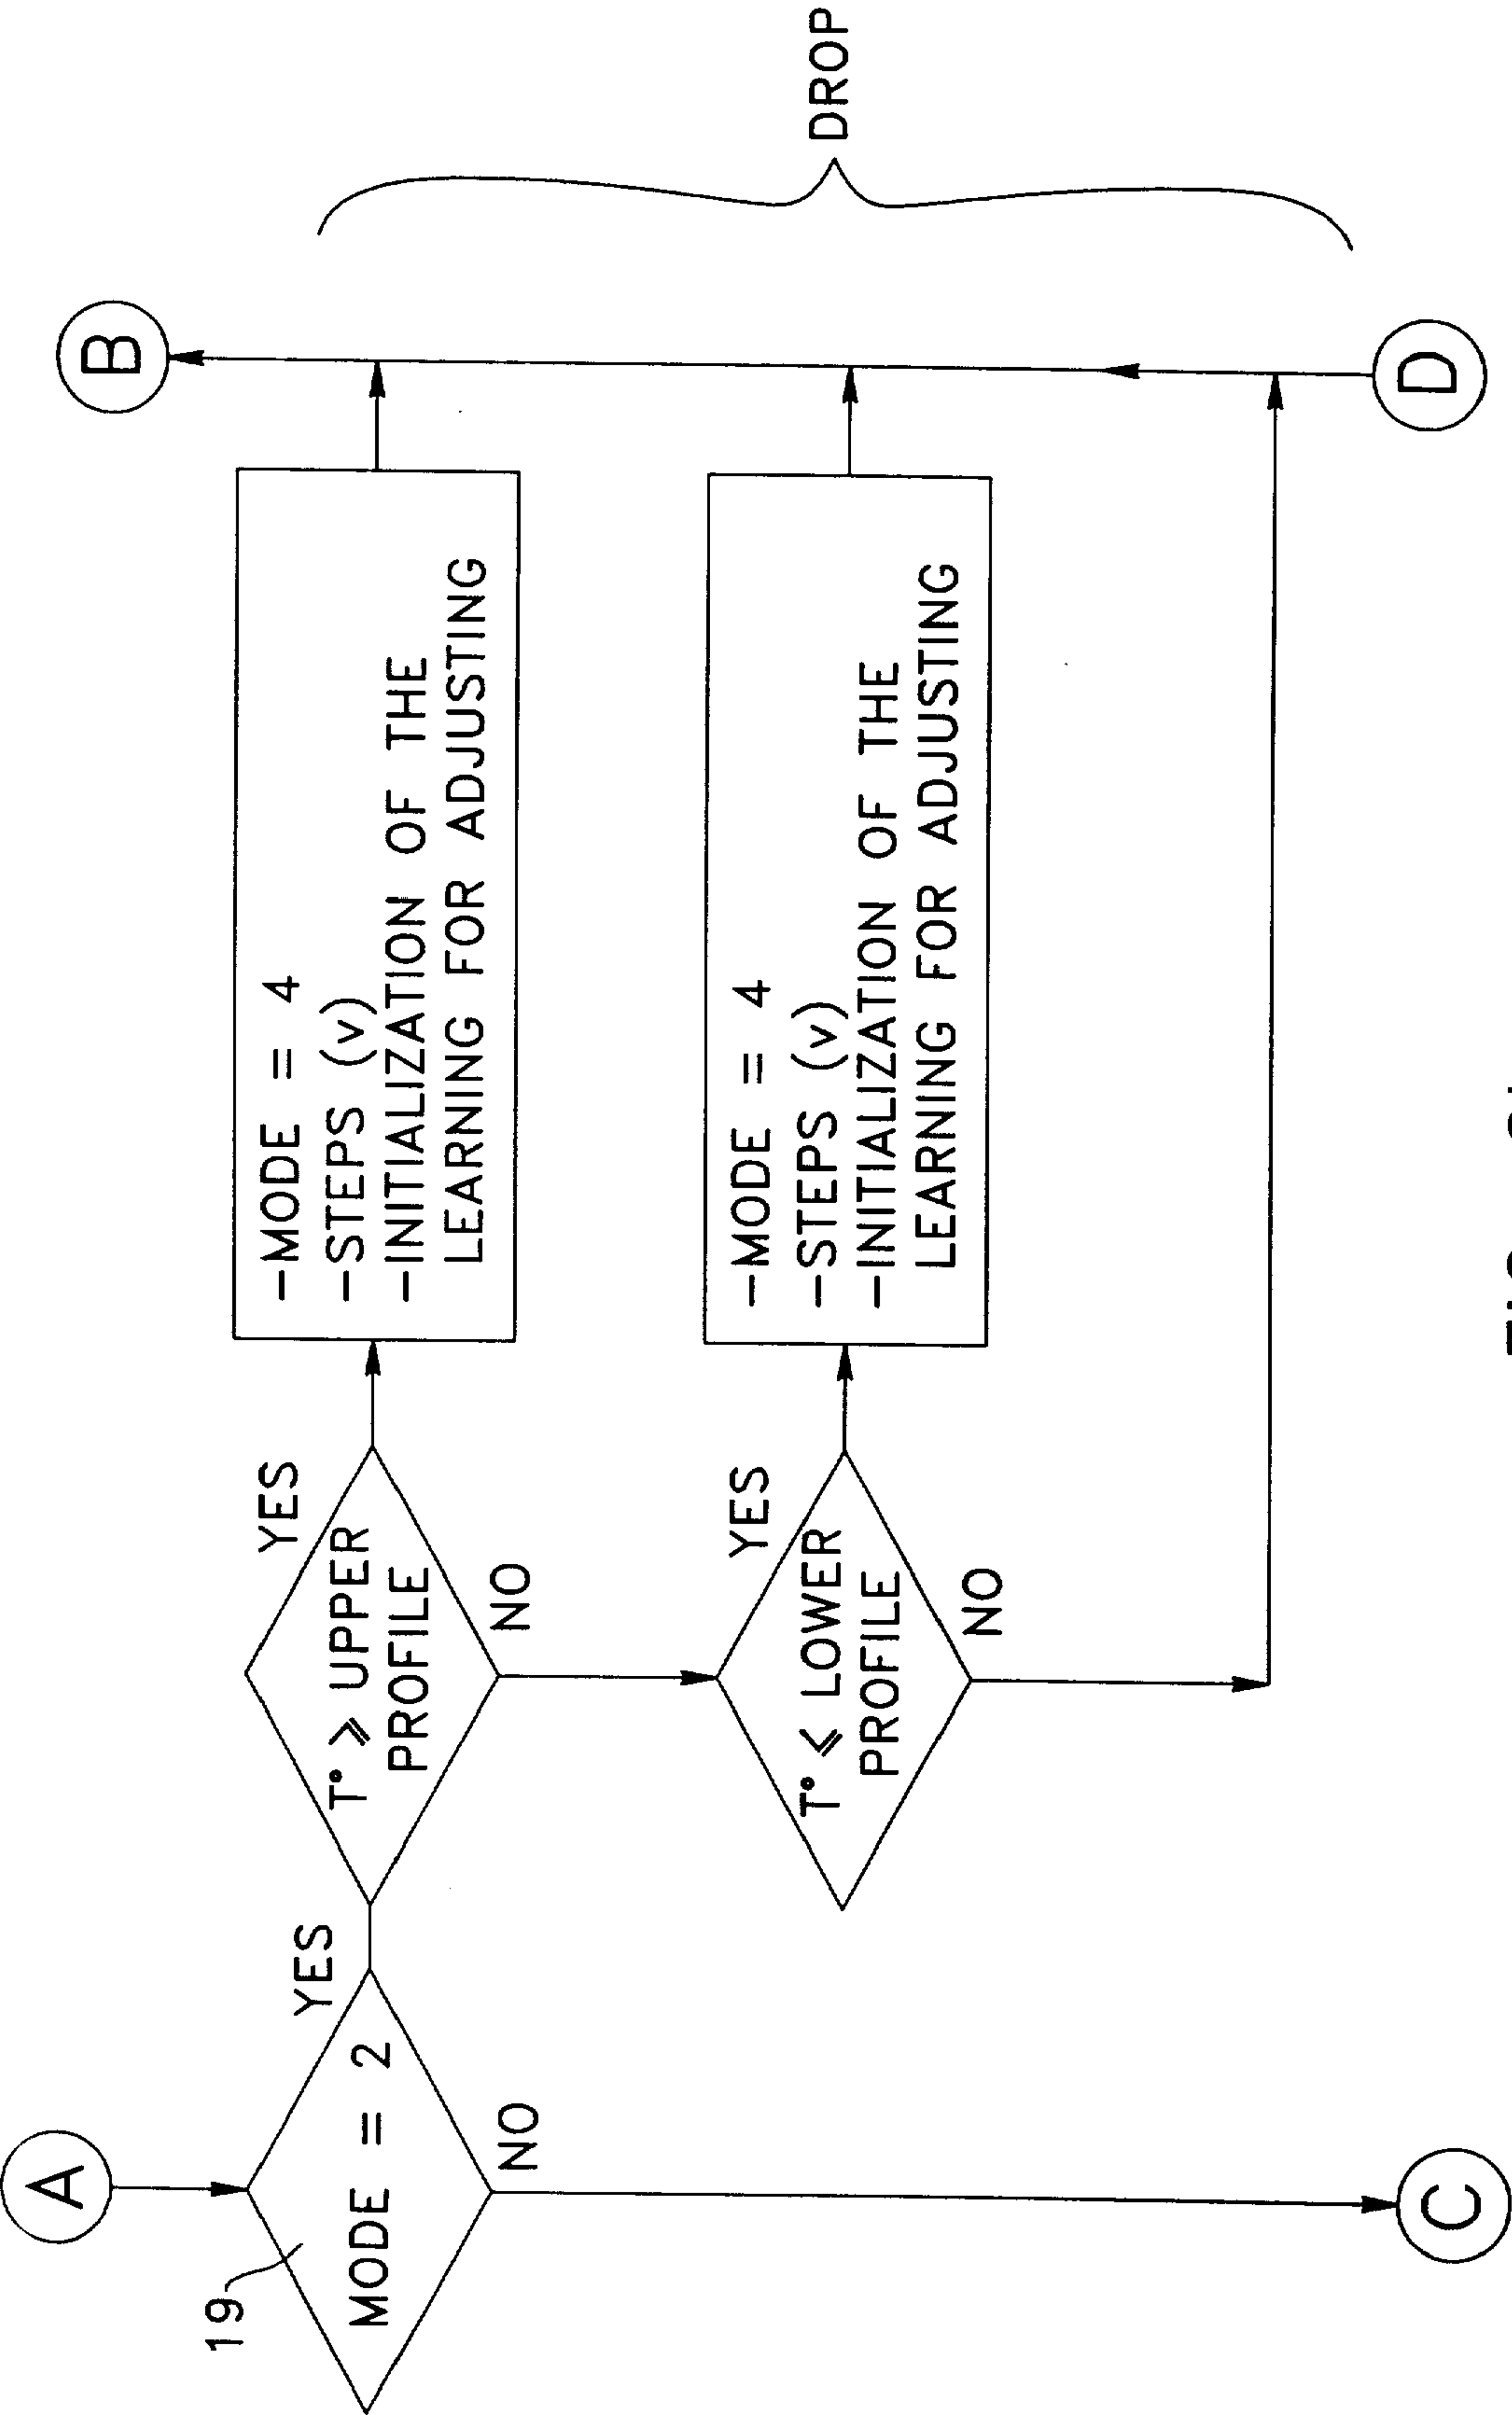 A
19
MODE = 2
YES
NO
C
T° ⩾ UPPER
PROFILE
YES
NO
-MODE = 4
-STEPS (v)
-INITIALIZATION OF THE
LEARNING FOR ADJUSTING
T° ⩽ LOWER
PROFILE
YES
NO
-MODE = 4
-STEPS (v)
-INITIALIZATION OF THE
LEARNING FOR ADJUSTING
B
D
DROP